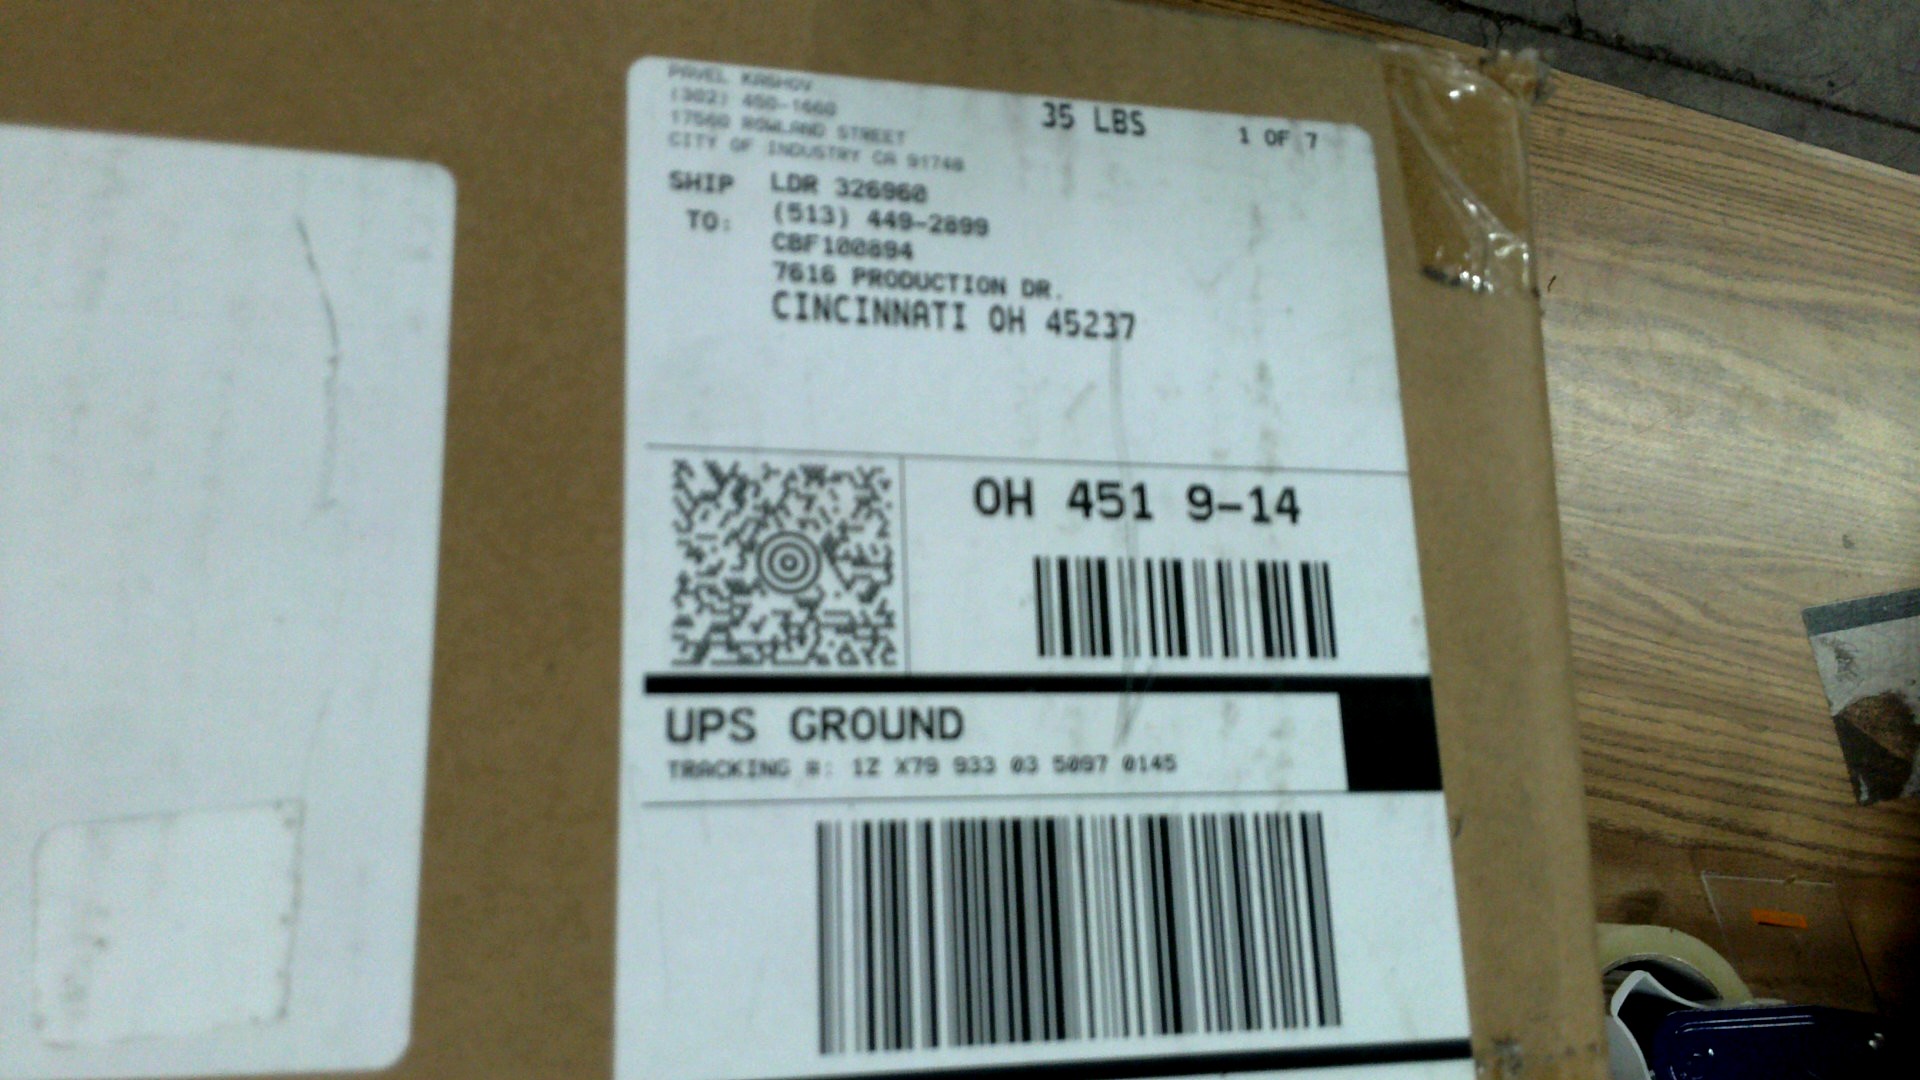 PAVEL KASHOV
(302) 450-1660
17560 ROWLAND STREET
CITY OF INDUSTRY CA 91748
35 LBS
1 OF 7
SHIP TO:
LDR 326960
(513) 449-2899
CBF100894
7616 PRODUCTION DR.
CINCINNATI OH 45237
OH 451 9-14
UPS GROUND
TRACKING #: 1Z X79 933 03 5097 0145